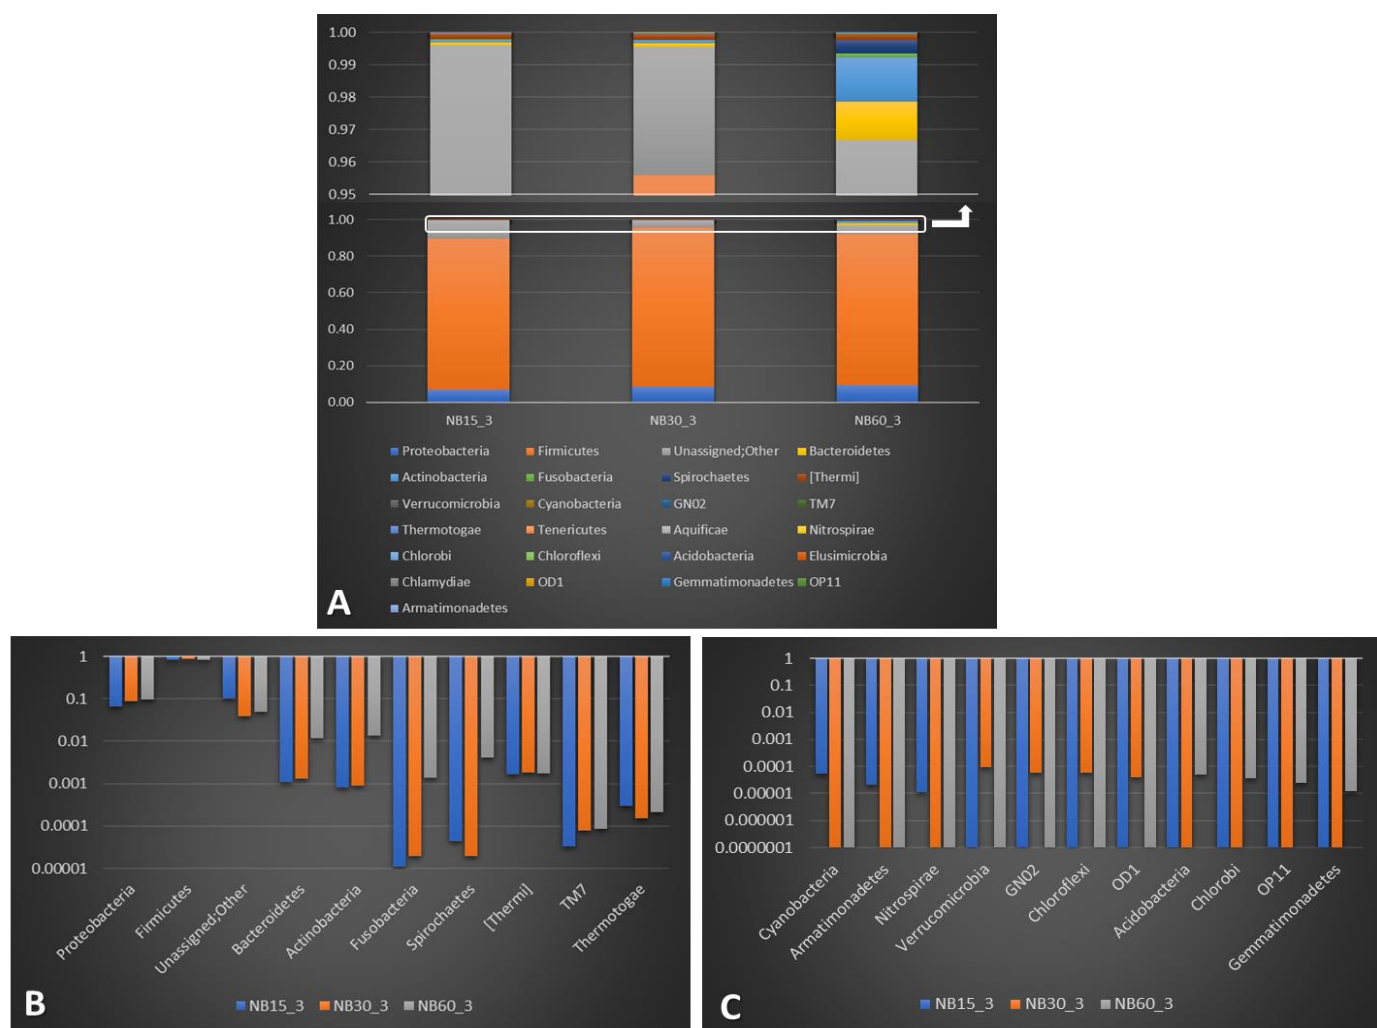 1.00
0.99
0.98
0.97
0.96
0.95
1.00
0.80
0.60
0.40
0.20
0.00
NB15_3 NB30_3 NB60_3
Proteobacteria Firmicutes Unassigned;Other Bacteroidetes
Actinobacteria Fusobacteria Spirochaetes [Thermi]
Verrucomicrobia Cyanobacteria GN02 TM7
Thermotogae Tenericutes Aquificae Nitrospirae
Chlorobi Chloroflexi Acidobacteria Elusimicrobia
Chlamydiae OD1 Gemmatimonadetes OP11
Armatimonadetes
A
1
0.1
0.01
0.001
0.0001
0.00001
Proteobacteria
Firmicutes
Unassigned;Other
Bacteroidetes
Actinobacteria
Fusobacteria
Spirochaetes
[Thermi]
TM7
Thermotogae
NB15_3 NB30_3 NB60_3
B
1
0.1
0.01
0.001
0.0001
0.00001
0.000001
0.0000001
Cyanobacteria
Armatimonadetes
Nitrospirae
Verrucomicrobia
GN02
Chloroflexi
OD1
Acidobacteria
Chlorobi
OP11
Gemmatimonadetes
NB15_3 NB30_3 NB60_3
C